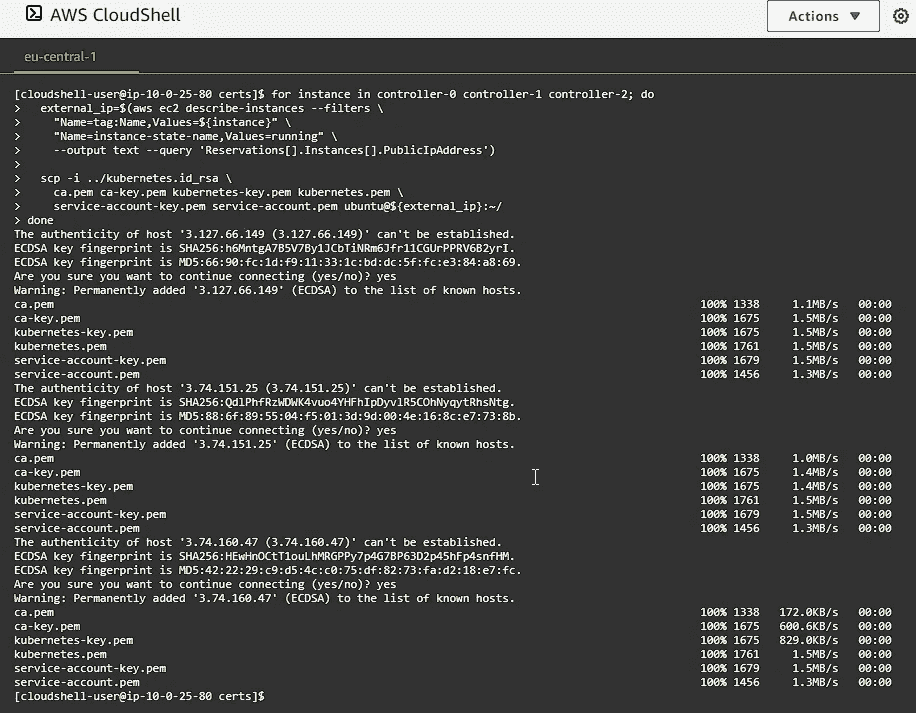 AWS CloudShell
Actions ▼
eu-central-1
[cloudshell-user@ip-10-0-25-80 certs]$ for instance in controller-0 controller-1 controller-2; do
>   external_ip=$(aws ec2 describe-instances --filters \
>     "Name=tag:Name,Values=${instance}" \
>     "Name=instance-state-name,Values=running" \
>     --output text --query 'Reservations[].Instances[].PublicIpAddress')
>
>   scp -i ../kubernetes.id_rsa \
>     ca.pem ca-key.pem kubernetes-key.pem kubernetes.pem \
>     service-account-key.pem service-account.pem ubuntu@${external_ip}:~/
> done
The authenticity of host '3.127.66.149 (3.127.66.149)' can't be established.
ECDSA key fingerprint is SHA256:h6MntgA7B5V7By1JCbTiNRm6Jfr11CGUrPPRV6B2yrI.
ECDSA key fingerprint is MD5:66:90:fc:1d:f9:11:33:1c:bd:dc:5f:fc:e3:84:a8:69.
Are you sure you want to continue connecting (yes/no)? yes
Warning: Permanently added '3.127.66.149' (ECDSA) to the list of known hosts.
ca.pem 100% 1338 1.1MB/s 00:00
ca-key.pem 100% 1675 1.5MB/s 00:00
kubernetes-key.pem 100% 1675 1.5MB/s 00:00
kubernetes.pem 100% 1761 1.5MB/s 00:00
service-account-key.pem 100% 1679 1.5MB/s 00:00
service-account.pem 100% 1456 1.3MB/s 00:00
The authenticity of host '3.74.151.25 (3.74.151.25)' can't be established.
ECDSA key fingerprint is SHA256:QdlPhfRzWDWK4vuo4YHFhIpDyvlR5COhNyqytRhsNtg.
ECDSA key fingerprint is MD5:88:6f:89:55:04:f5:01:3d:9d:00:4e:16:8c:e7:73:8b.
Are you sure you want to continue connecting (yes/no)? yes
Warning: Permanently added '3.74.151.25' (ECDSA) to the list of known hosts.
ca.pem 100% 1338 1.0MB/s 00:00
ca-key.pem 100% 1675 1.4MB/s 00:00
kubernetes-key.pem 100% 1675 1.4MB/s 00:00
kubernetes.pem 100% 1761 1.5MB/s 00:00
service-account-key.pem 100% 1679 1.5MB/s 00:00
service-account.pem 100% 1456 1.3MB/s 00:00
The authenticity of host '3.74.160.47 (3.74.160.47)' can't be established.
ECDSA key fingerprint is SHA256:HEwHnOCtT1ouLhMRGPPy7p4G7BP63D2p45hFp4snfHM.
ECDSA key fingerprint is MD5:42:22:29:c9:d5:4c:c0:75:df:82:73:fa:d2:18:e7:fc.
Are you sure you want to continue connecting (yes/no)? yes
Warning: Permanently added '3.74.160.47' (ECDSA) to the list of known hosts.
ca.pem 100% 1338 172.0KB/s 00:00
ca-key.pem 100% 1675 600.6KB/s 00:00
kubernetes-key.pem 100% 1675 829.0KB/s 00:00
kubernetes.pem 100% 1761 1.5MB/s 00:00
service-account-key.pem 100% 1679 1.5MB/s 00:00
service-account.pem 100% 1456 1.3MB/s 00:00
[cloudshell-user@ip-10-0-25-80 certs]$